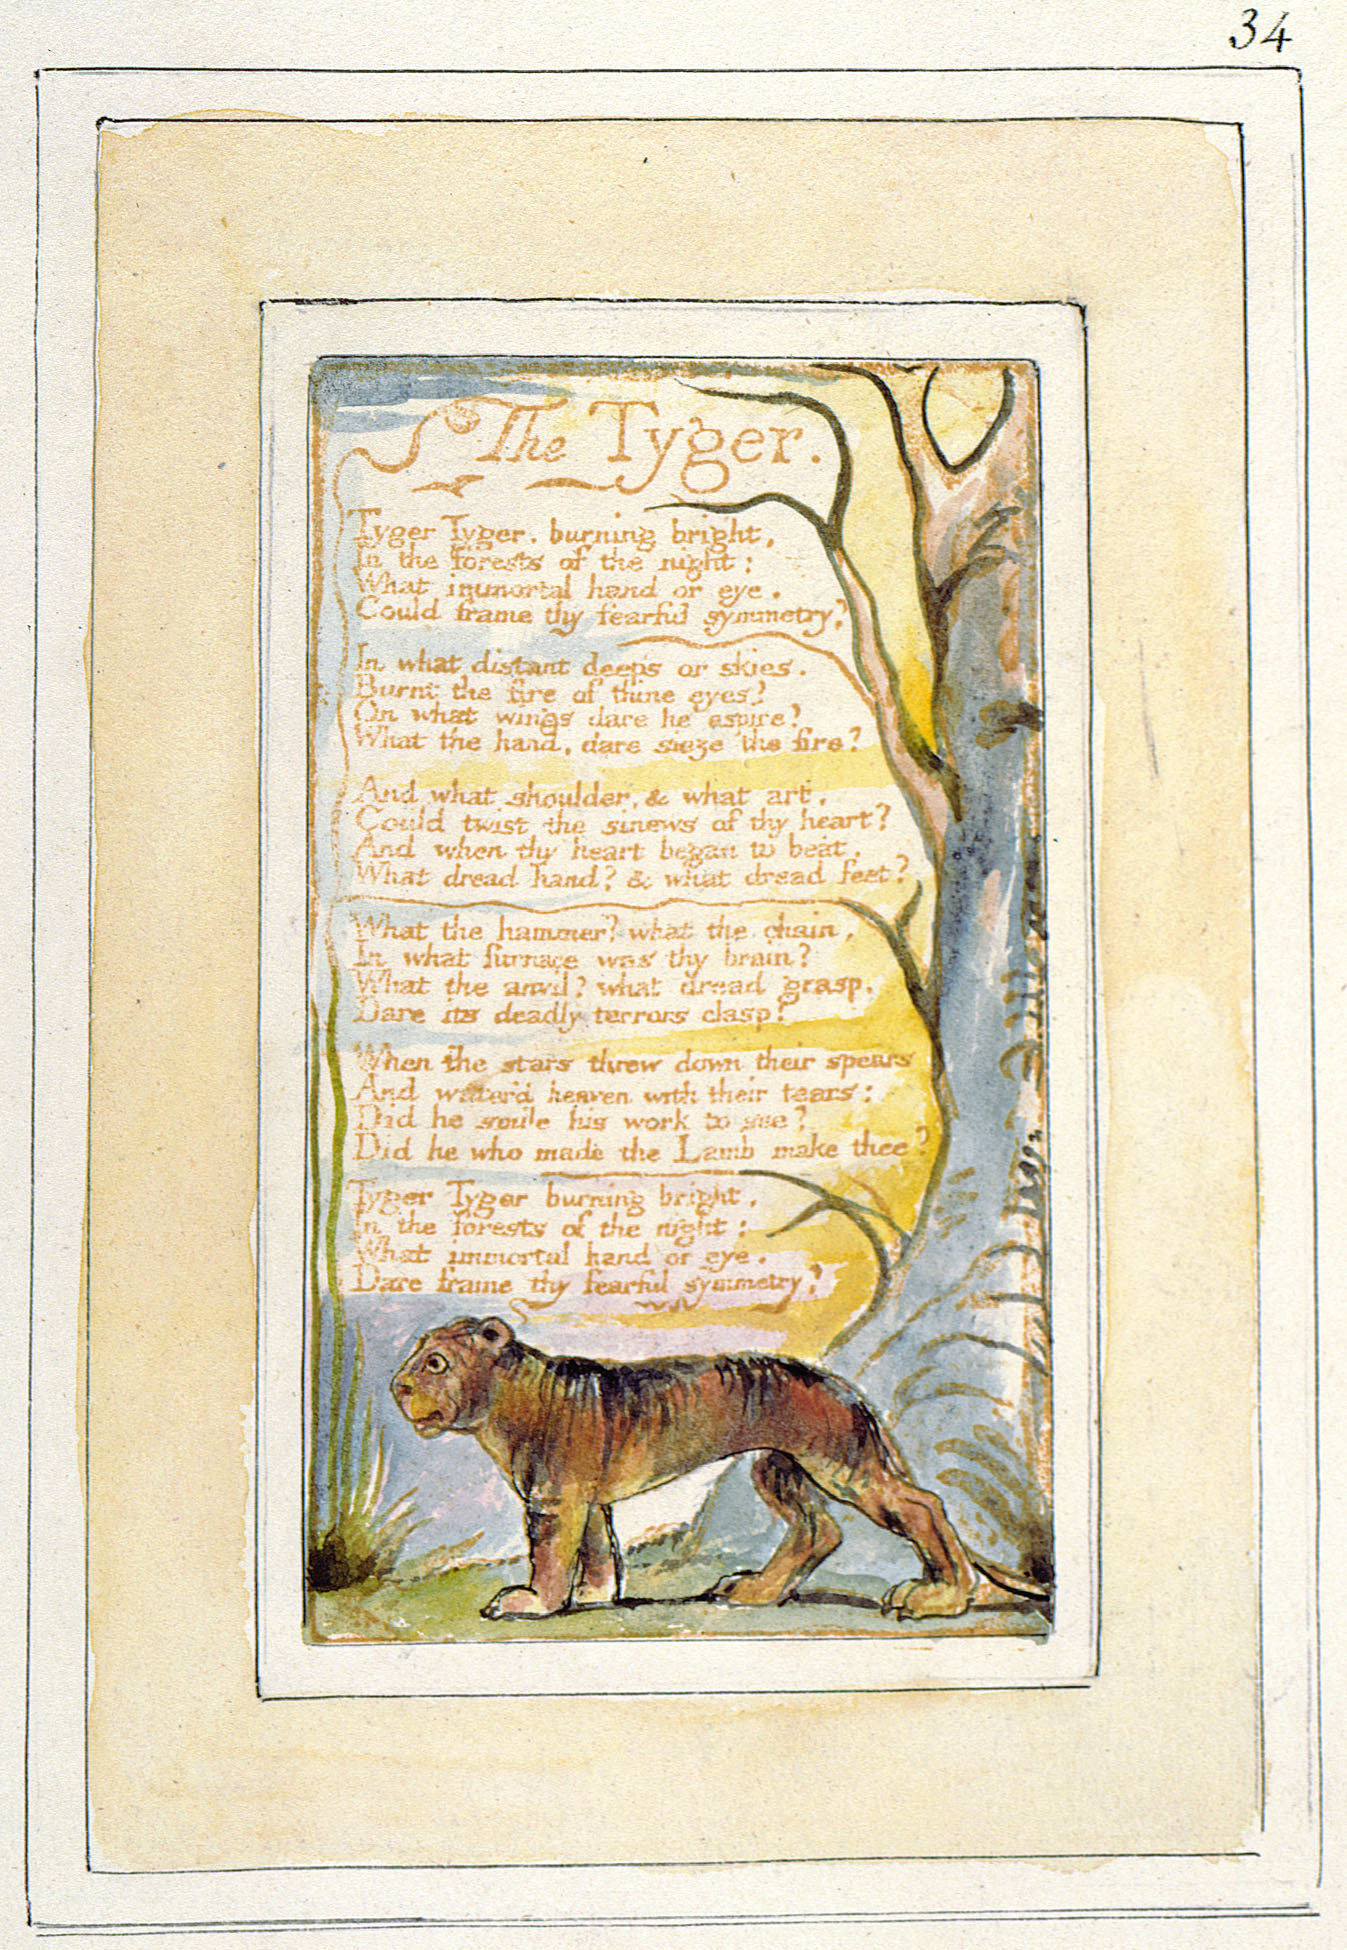 34
The Tyger.
Tyger Tyger. burning bright,
In the forests of the night:
What immortal hand or eye.
Could frame thy fearful symmetry?
In what distant deeps or skies.
Burnt the fire of thine eyes?
On what wings dare he aspire?
What the hand, dare sieze the fire?
And what shoulder, & what art,
Could twist the sinews of thy heart?
And when thy heart began to beat,
What dread hand? & what dread feet?
What the hammer? what the chain,
In what furnace was thy brain?
What the anvil? what dread grasp,
Dare its deadly terrors clasp?
When the stars threw down their spears
And water'd heaven with their tears:
Did he smile his work to see?
Did he who made the Lamb make thee?
Tyger Tyger burning bright,
In the forests of the night:
What immortal hand or eye,
Dare frame thy fearful symmetry?